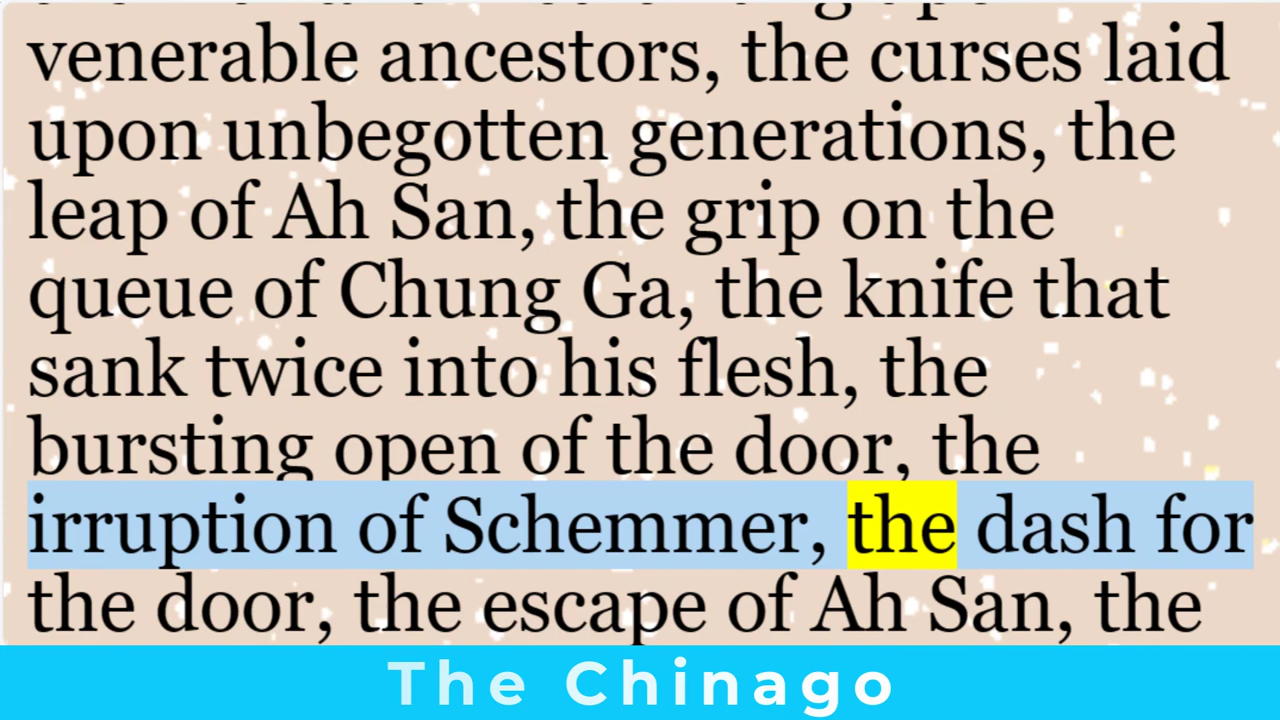 venerable ancestors, the curses laid
upon unbegotten generations, the
leap of Ah San, the grip on the
queue of Chung Ga, the knife that
sank twice into his flesh, the
bursting open of the door, the
irruption of Schemmer, the dash for
the door, the escape of Ah San, the
The Chinago